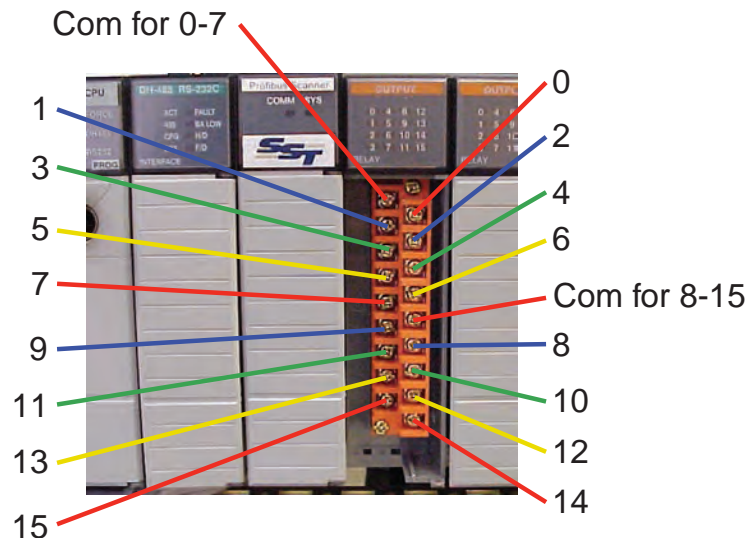 Com for 0-7
0
1
2
3
4
5
6
7
Com for 8-15
9
8
11
10
13
12
15
14
CPU
DH-485 RS-232C
FAULT
BA LOW
CFG
INTERFACE
PROG
Profibus Scanner
COMM SYS
SST
OUTPUT
0 4 8 12
1 5 9 13
2 6 10 14
3 7 11 15
RELAY